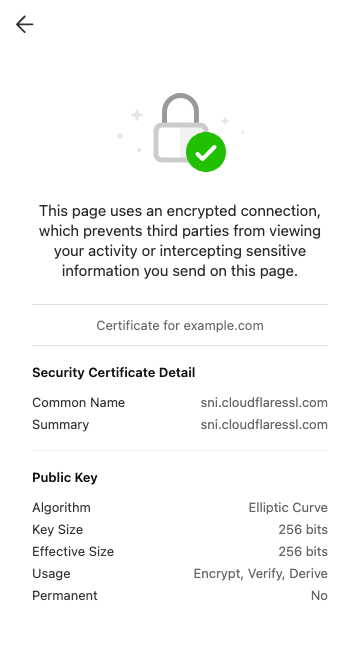 This page uses an encrypted connection,
which prevents third parties from viewing
your activity or intercepting sensitive
information you send on this page.
Certificate for example.com
Security Certificate Detail
Common Name sni.cloudflaressl.com
Summary sni.cloudflaressl.com
Public Key
Algorithm Elliptic Curve
Key Size 256 bits
Effective Size 256 bits
Usage Encrypt, Verify, Derive
Permanent No